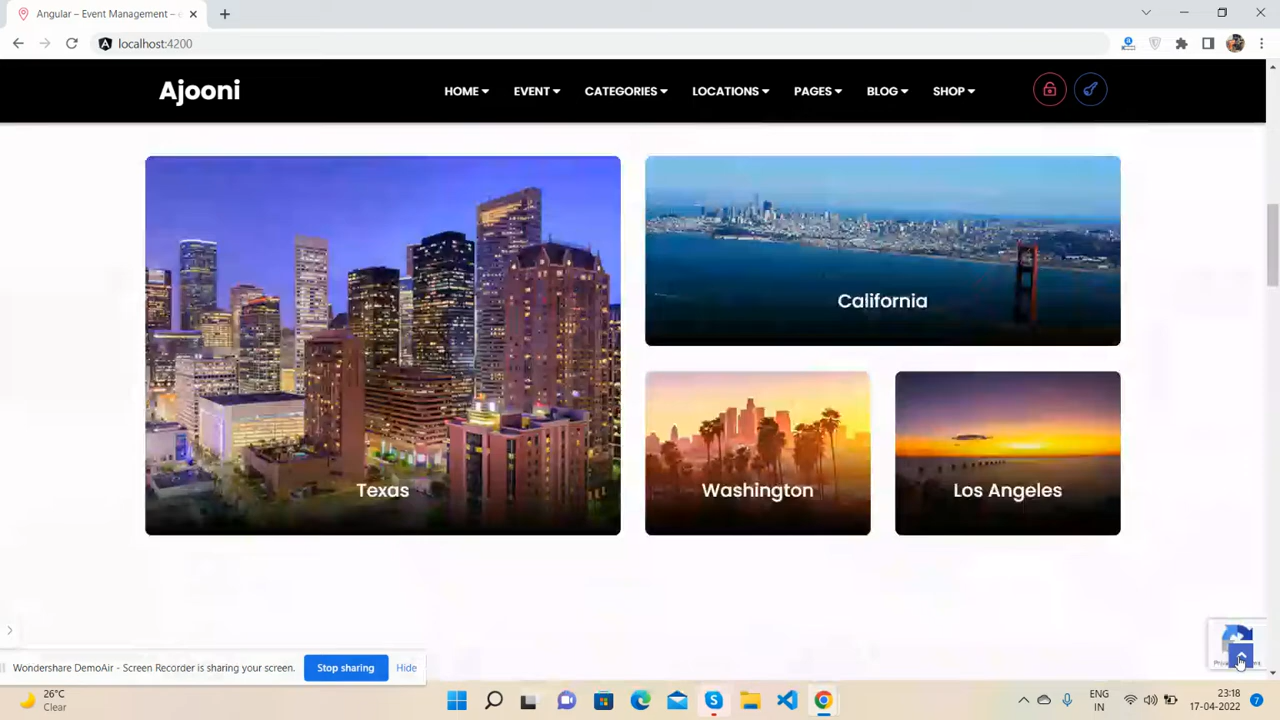 Angular – Event Management – e
localhost:4200
Ajooni
HOME EVENT CATEGORIES LOCATIONS PAGES BLOG SHOP
California
Texas
Washington
Los Angeles
Wondershare DemoAir - Screen Recorder is sharing your screen. Stop sharing Hide
26°C
Clear
ENG
IN
23:18
17-04-2022
7